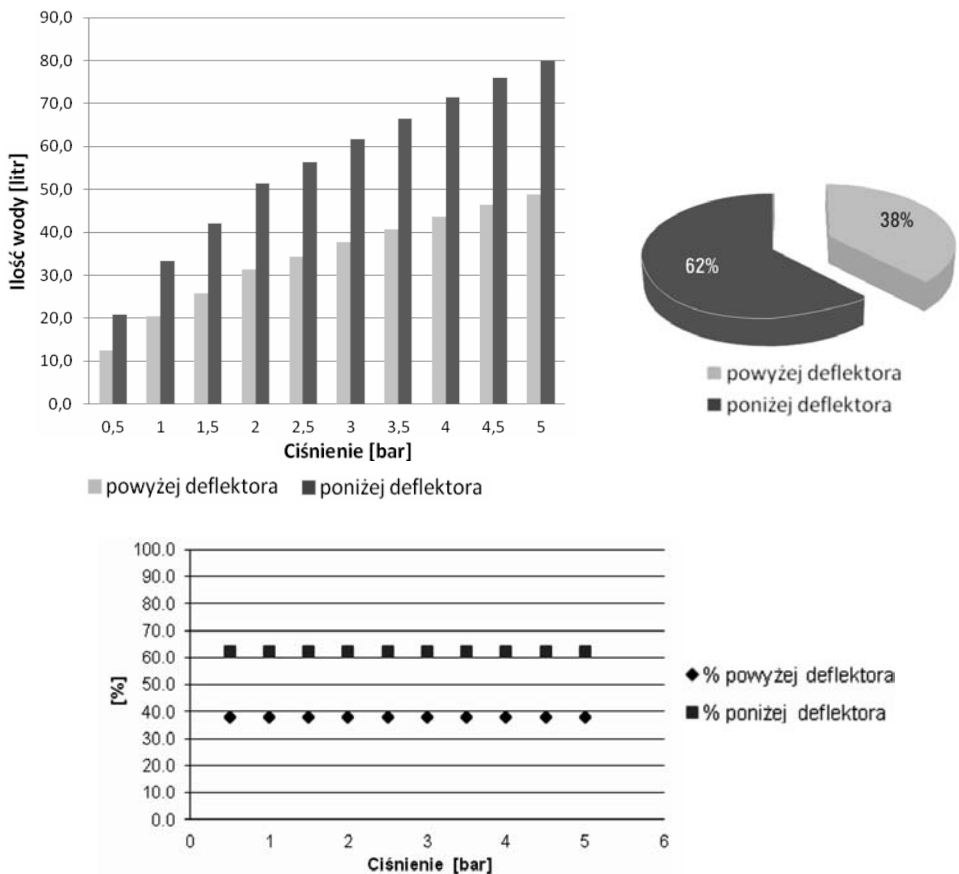 90,0
80,0
70,0
60,0
50,0
40,0
30,0
20,0
10,0
0,0
Ilość wody [litr]
0,5 1 1,5 2 2,5 3 3,5 4 4,5 5
Ciśnienie [bar]
powyżej deflektora poniżej deflektora
38%
62%
powyżej deflektora
poniżej deflektora
100.0
90.0
80.0
70.0
60.0
50.0
40.0
30.0
20.0
10.0
0.0
[%]
0 1 2 3 4 5 6
Ciśnienie [bar]
% powyżej deflektora
% poniżej deflektora